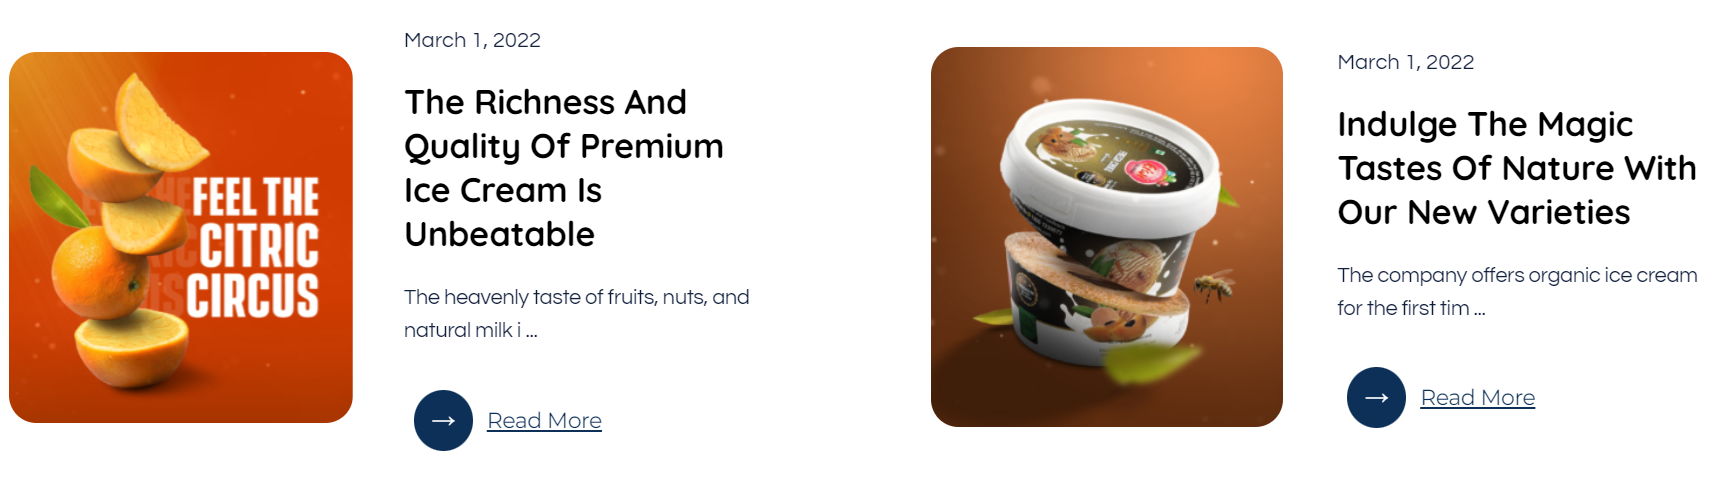 March 1, 2022
The Richness And
Quality Of Premium
Ice Cream Is
Unbeatable
The heavenly taste of fruits, nuts, and
natural milk i ...
Read More
FEEL THE
CITRIC
CIRCUS
March 1, 2022
Indulge The Magic
Tastes Of Nature With
Our New Varieties
The company offers organic ice cream
for the first tim ...
Read More